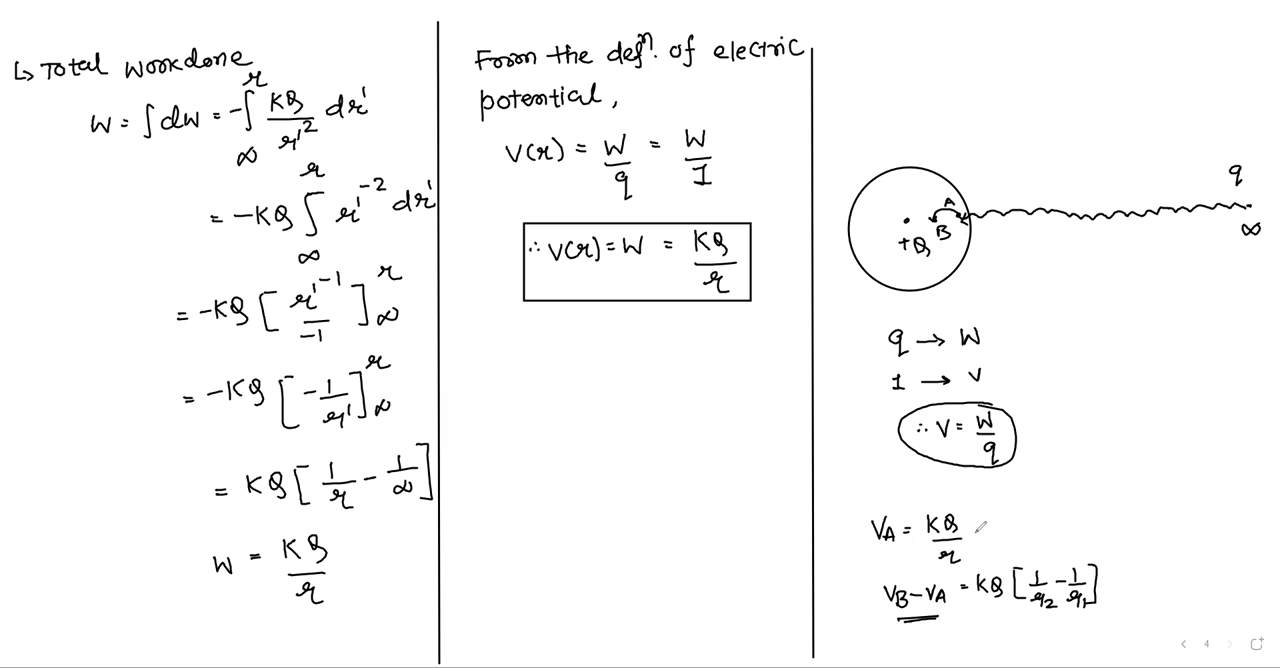 ↳ Total workdone
W = ∫dW = -∫_∞^r KQ/r'² dr'
= -KQ ∫_∞^r r'^-2 dr'
= -KQ [r'^-1/-1]_∞^r
= -KQ [-1/r']_∞^r
= KQ [1/r - 1/∞]
W = KQ/r
From the defⁿ. of electric
potential,
V(r) = W/q = W/1
∴ V(r) = W = KQ/r
q
A
B
+Q
∞
q → W
1 → V
∴ V = W/q
V_A = KQ/r
V_B - V_A = KQ [1/r₂ - 1/r₁]
< 4 >